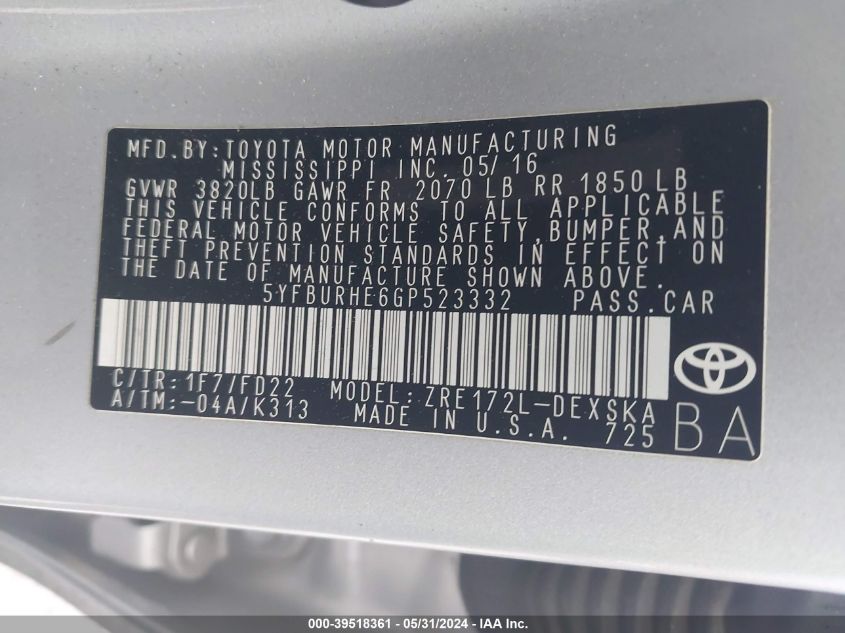 MFD.BY:TOYOTA MOTOR MANUFACTURING
MISSISSIPPI INC. 05/16
GVWR 3820LB GAWR FR 2070 LB RR 1850 LB
THIS VEHICLE CONFORMS TO ALL APPLICABLE
FEDERAL MOTOR VEHICLE SAFETY,BUMPER,AND
THEFT PREVENTION STANDARDS IN EFFECT ON
THE DATE OF MANUFACTURE SHOWN ABOVE.
5YFBURHE6GP523332 PASS.CAR
C/TR:1F7/FD22 MODEL:ZRE172L-DEXSKA
A/TM:-04A/K313 MADE IN U.S.A. 725 BA
000-39518361 - 05/31/2024 - IAA Inc.